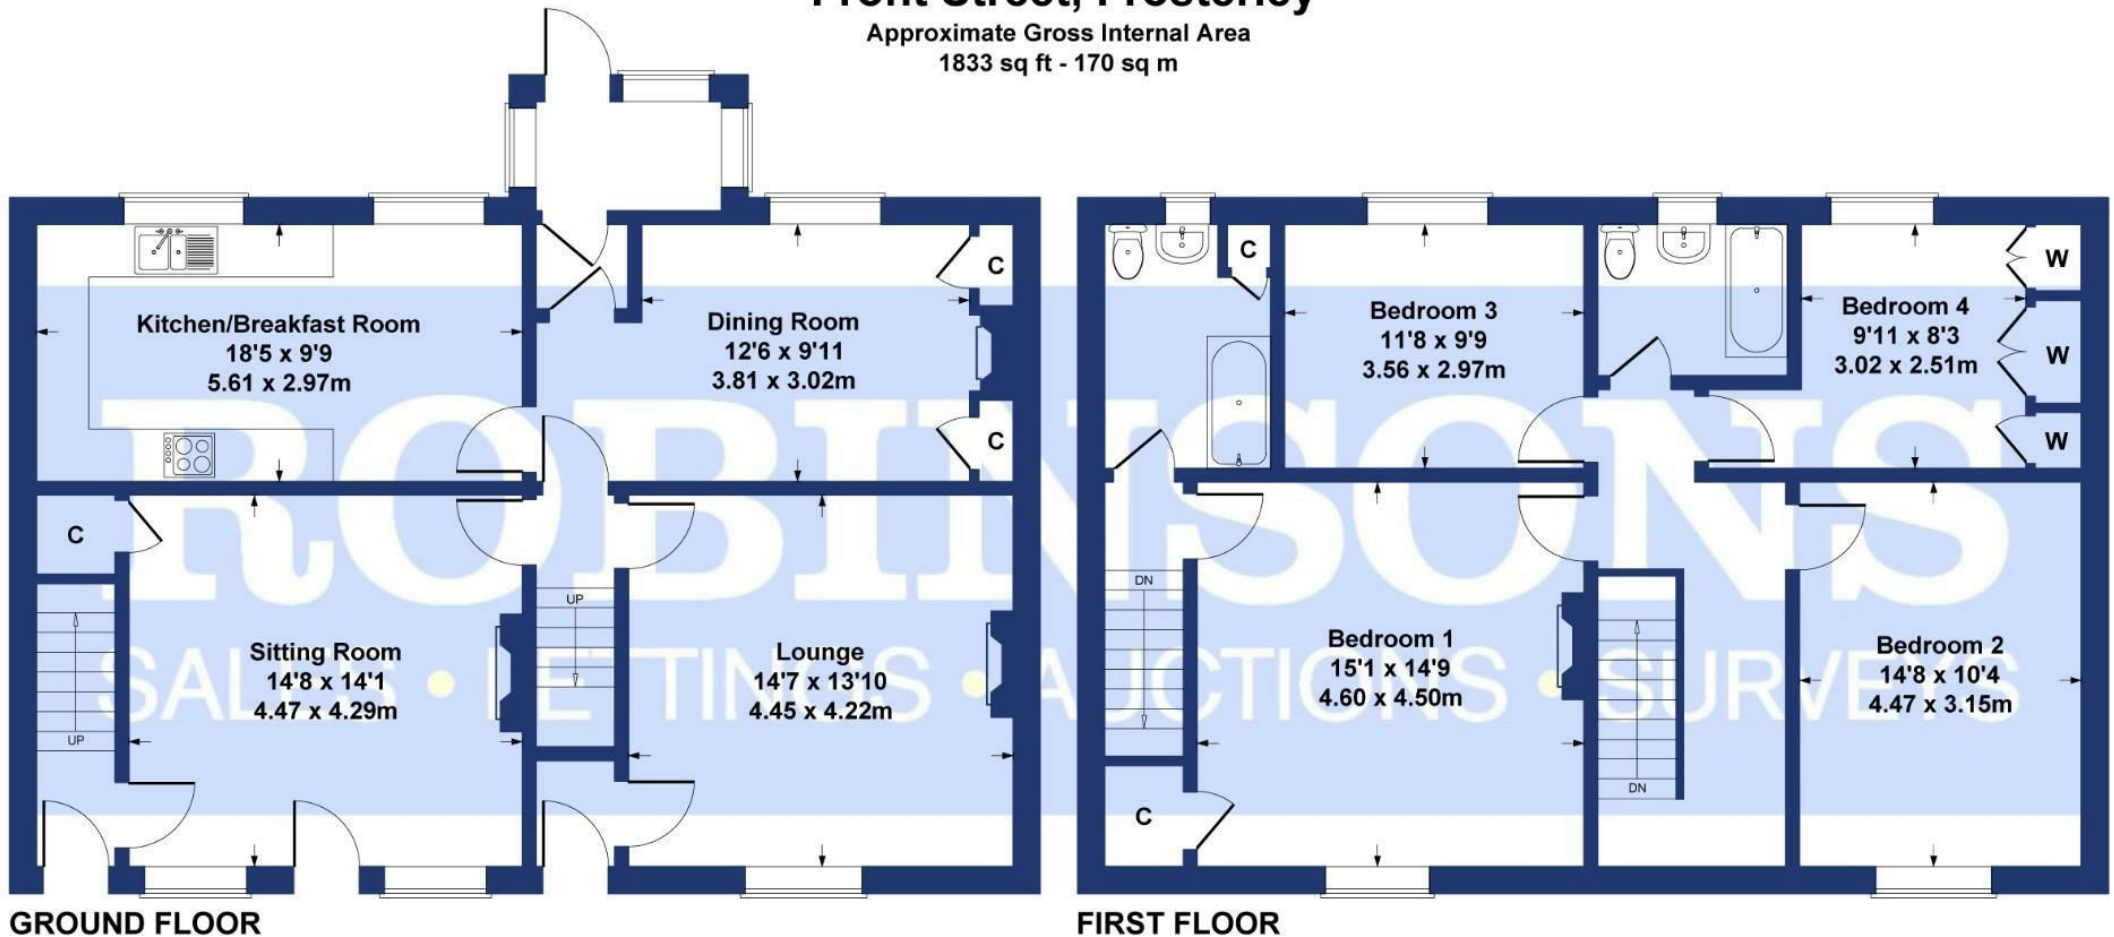 Front Street, Frosterley
Approximate Gross Internal Area
1833 sq ft - 170 sq m
Kitchen/Breakfast Room
18'5 x 9'9
5.61 x 2.97m
Dining Room
12'6 x 9'11
3.81 x 3.02m
C
C
C
Sitting Room
14'8 x 14'1
4.47 x 4.29m
UP
UP
Lounge
14'7 x 13'10
4.45 x 4.22m
GROUND FLOOR
C
Bedroom 3
11'8 x 9'9
3.56 x 2.97m
Bedroom 4
9'11 x 8'3
3.02 x 2.51m
W
W
W
DN
Bedroom 1
15'1 x 14'9
4.60 x 4.50m
DN
Bedroom 2
14'8 x 10'4
4.47 x 3.15m
C
FIRST FLOOR
ROBINSONS
SALES • LETTINGS • AUCTIONS • SURVEYS